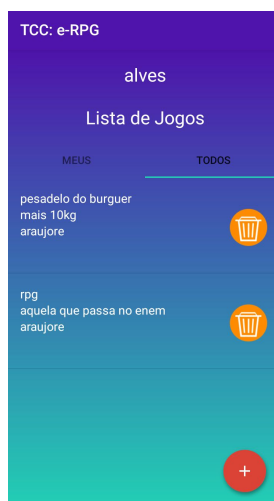 TCC: e-RPG
alves
Lista de Jogos
MEUS TODOS
pesadelo do burguer
mais 10kg
araujore
rpg
aquela que passa no enem
araujore
+